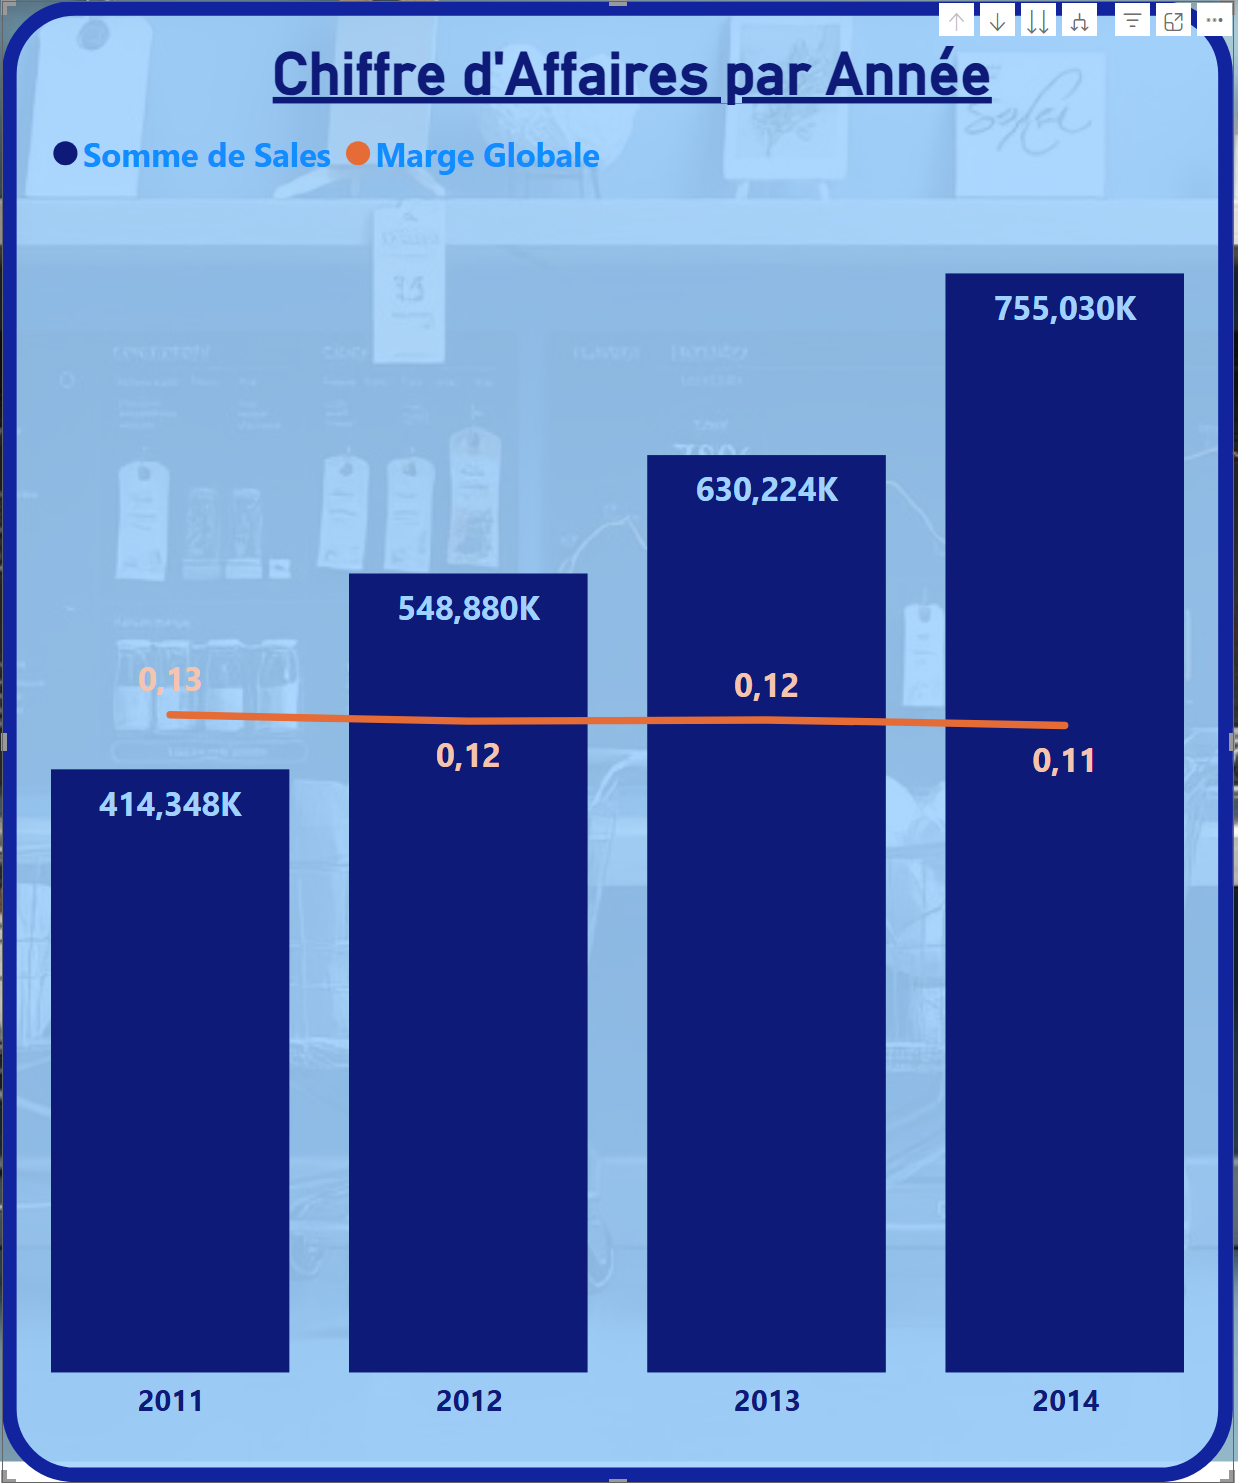 Chiffre d'Affaires par Année
Somme de Sales Marge Globale
755,030K
630,224K
548,880K
0,13
0,12
0,12
0,11
414,348K
2011 2012 2013 2014